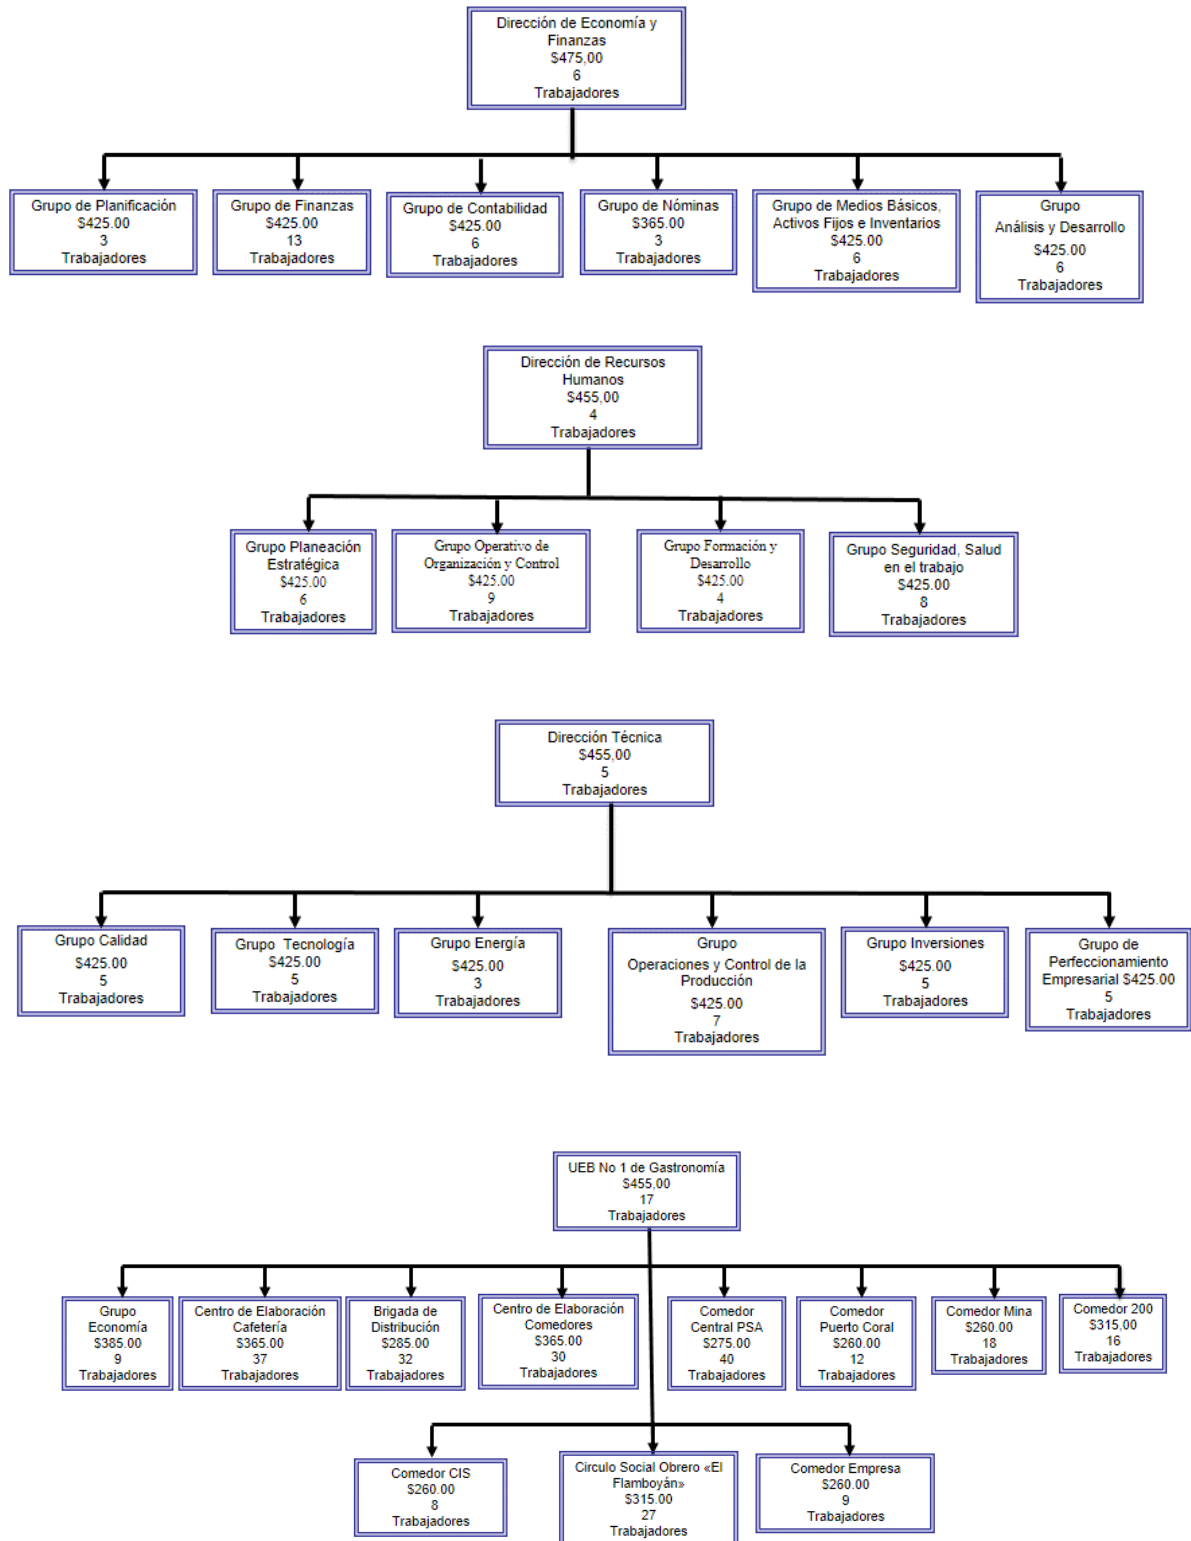 Dirección de Economía y
Finanzas
$475,00
6
Trabajadores
Grupo de Planificación
$425.00
3
Trabajadores
Grupo de Finanzas
$425.00
13
Trabajadores
Grupo de Contabilidad
$425.00
6
Trabajadores
Grupo de Nóminas
$365.00
3
Trabajadores
Grupo de Medios Básicos,
Activos Fijos e Inventarios
$425.00
6
Trabajadores
Grupo
Análisis y Desarrollo
$425.00
6
Trabajadores
Dirección de Recursos
Humanos
$455,00
4
Trabajadores
Grupo Planeación
Estratégica
$425.00
6
Trabajadores
Grupo Operativo de
Organización y Control
$425.00
9
Trabajadores
Grupo Formación y
Desarrollo
$425.00
4
Trabajadores
Grupo Seguridad, Salud
en el trabajo
$425.00
8
Trabajadores
Dirección Técnica
$455,00
5
Trabajadores
Grupo Calidad
$425.00
5
Trabajadores
Grupo Tecnología
$425.00
5
Trabajadores
Grupo Energía
$425.00
3
Trabajadores
Grupo
Operaciones y Control de la
Producción
$425.00
7
Trabajadores
Grupo Inversiones
$425.00
5
Trabajadores
Grupo de
Perfeccionamiento
Empresarial $425.00
5
Trabajadores
UEB No 1 de Gastronomía
$455,00
17
Trabajadores
Grupo
Economía
$385.00
9
Trabajadores
Centro de Elaboración
Cafetería
$365.00
37
Trabajadores
Brigada de
Distribución
$285.00
32
Trabajadores
Centro de Elaboración
Comedores
$365.00
30
Trabajadores
Comedor
Central PSA
$275.00
40
Trabajadores
Comedor
Puerto Coral
$260.00
12
Trabajadores
Comedor Mina
$260.00
18
Trabajadores
Comedor 200
$315,00
16
Trabajadores
Comedor CIS
$260.00
8
Trabajadores
Circulo Social Obrero «El
Flamboyán»
$315.00
27
Trabajadores
Comedor Empresa
$260.00
9
Trabajadores